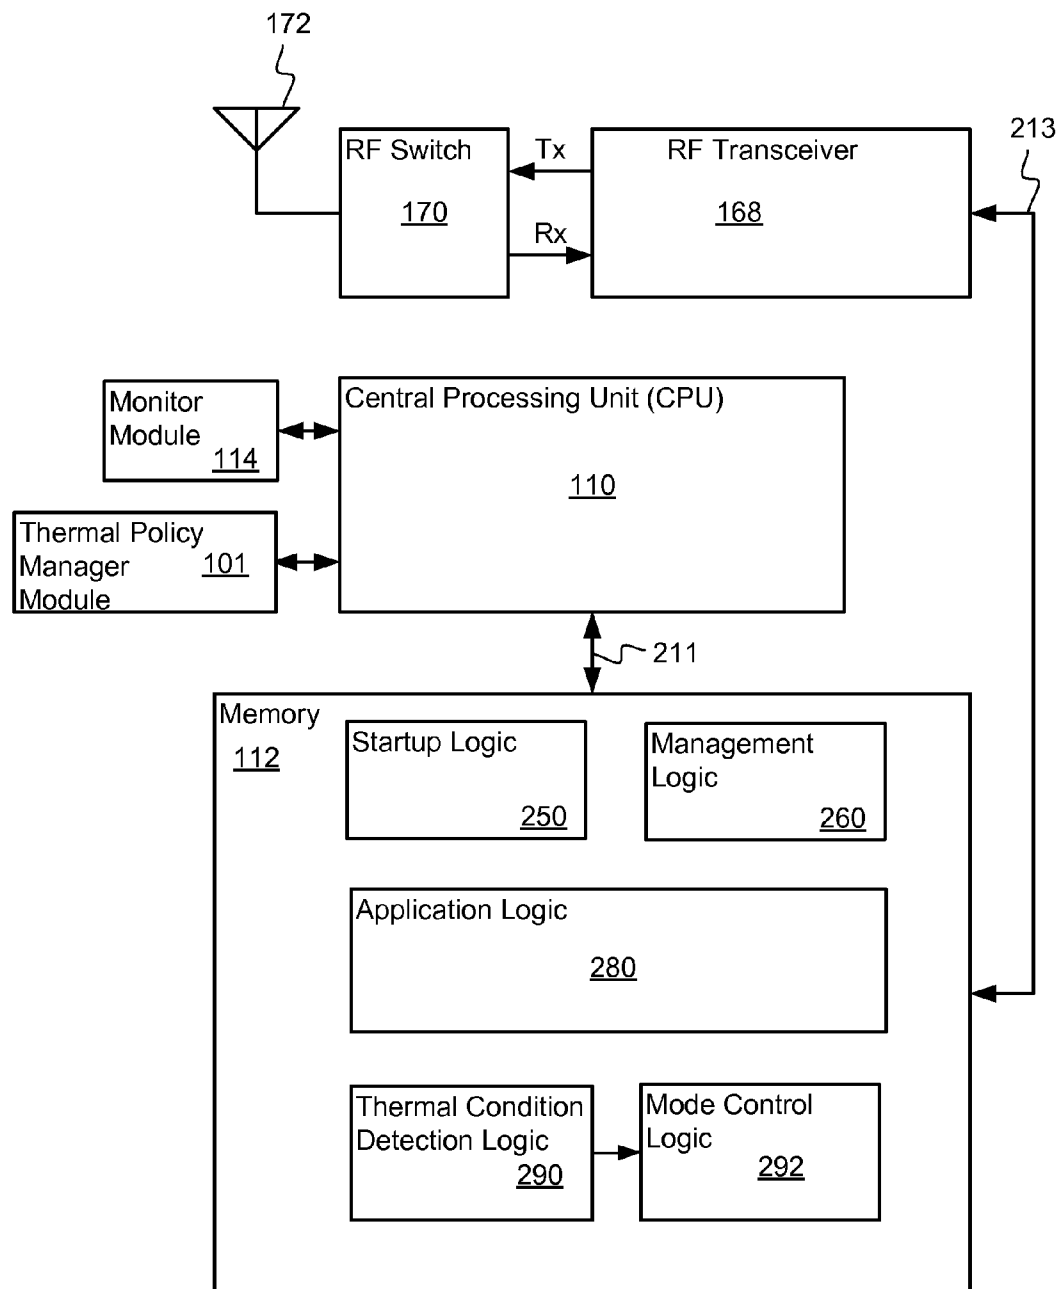 172
213
RF Switch
170
Tx
Rx
RF Transceiver
168
Monitor
Module
114
Central Processing Unit (CPU)
110
Thermal Policy
Manager
Module
101
211
Memory
112
Startup Logic
250
Management
Logic
260
Application Logic
280
Thermal Condition
Detection Logic
290
Mode Control
Logic
292